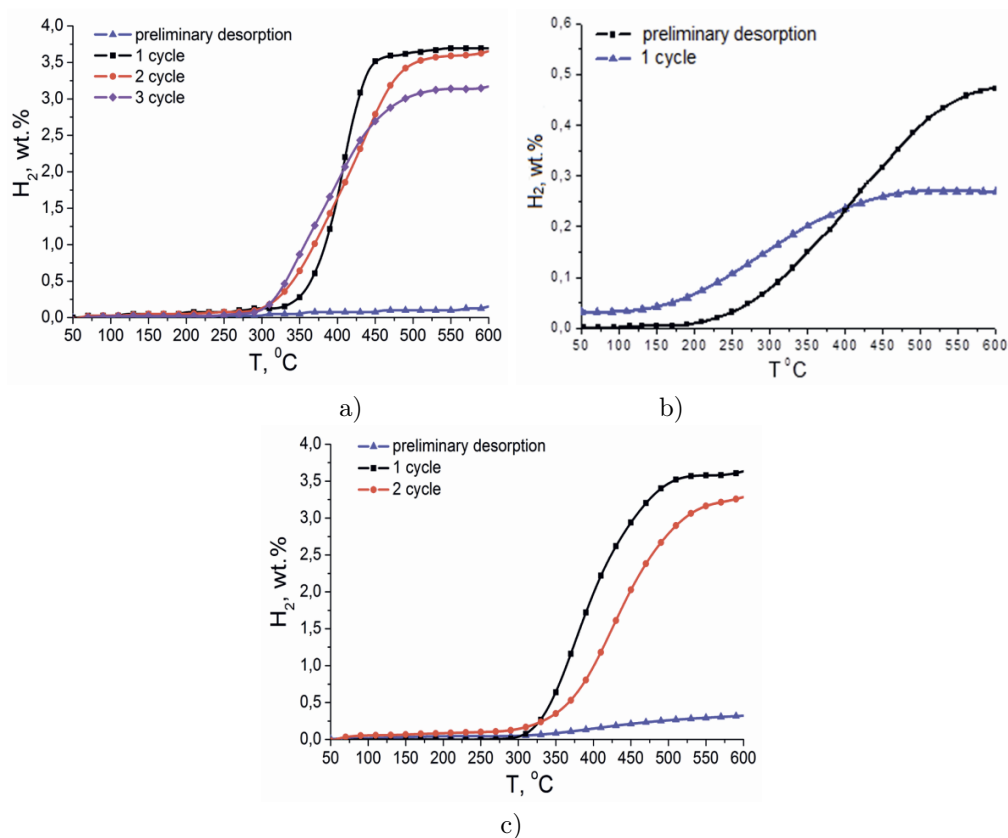 4,0
3,5
3,0
2,5
2,0
1,5
1,0
0,5
0,0
H₂, wt.%
preliminary desorption
1 cycle
2 cycle
3 cycle
50 100 150 200 250 300 350 400 450 500 550 600
T, °C
a)
0,6
0,5
0,4
0,3
0,2
0,1
0,0
H₂, wt.%
preliminary desorption
1 cycle
50 100 150 200 250 300 350 400 450 500 550 600
T °C
b)
4,0
3,5
3,0
2,5
2,0
1,5
1,0
0,5
0,0
H₂, wt.%
preliminary desorption
1 cycle
2 cycle
50 100 150 200 250 300 350 400 450 500 550 600
T, °C
c)